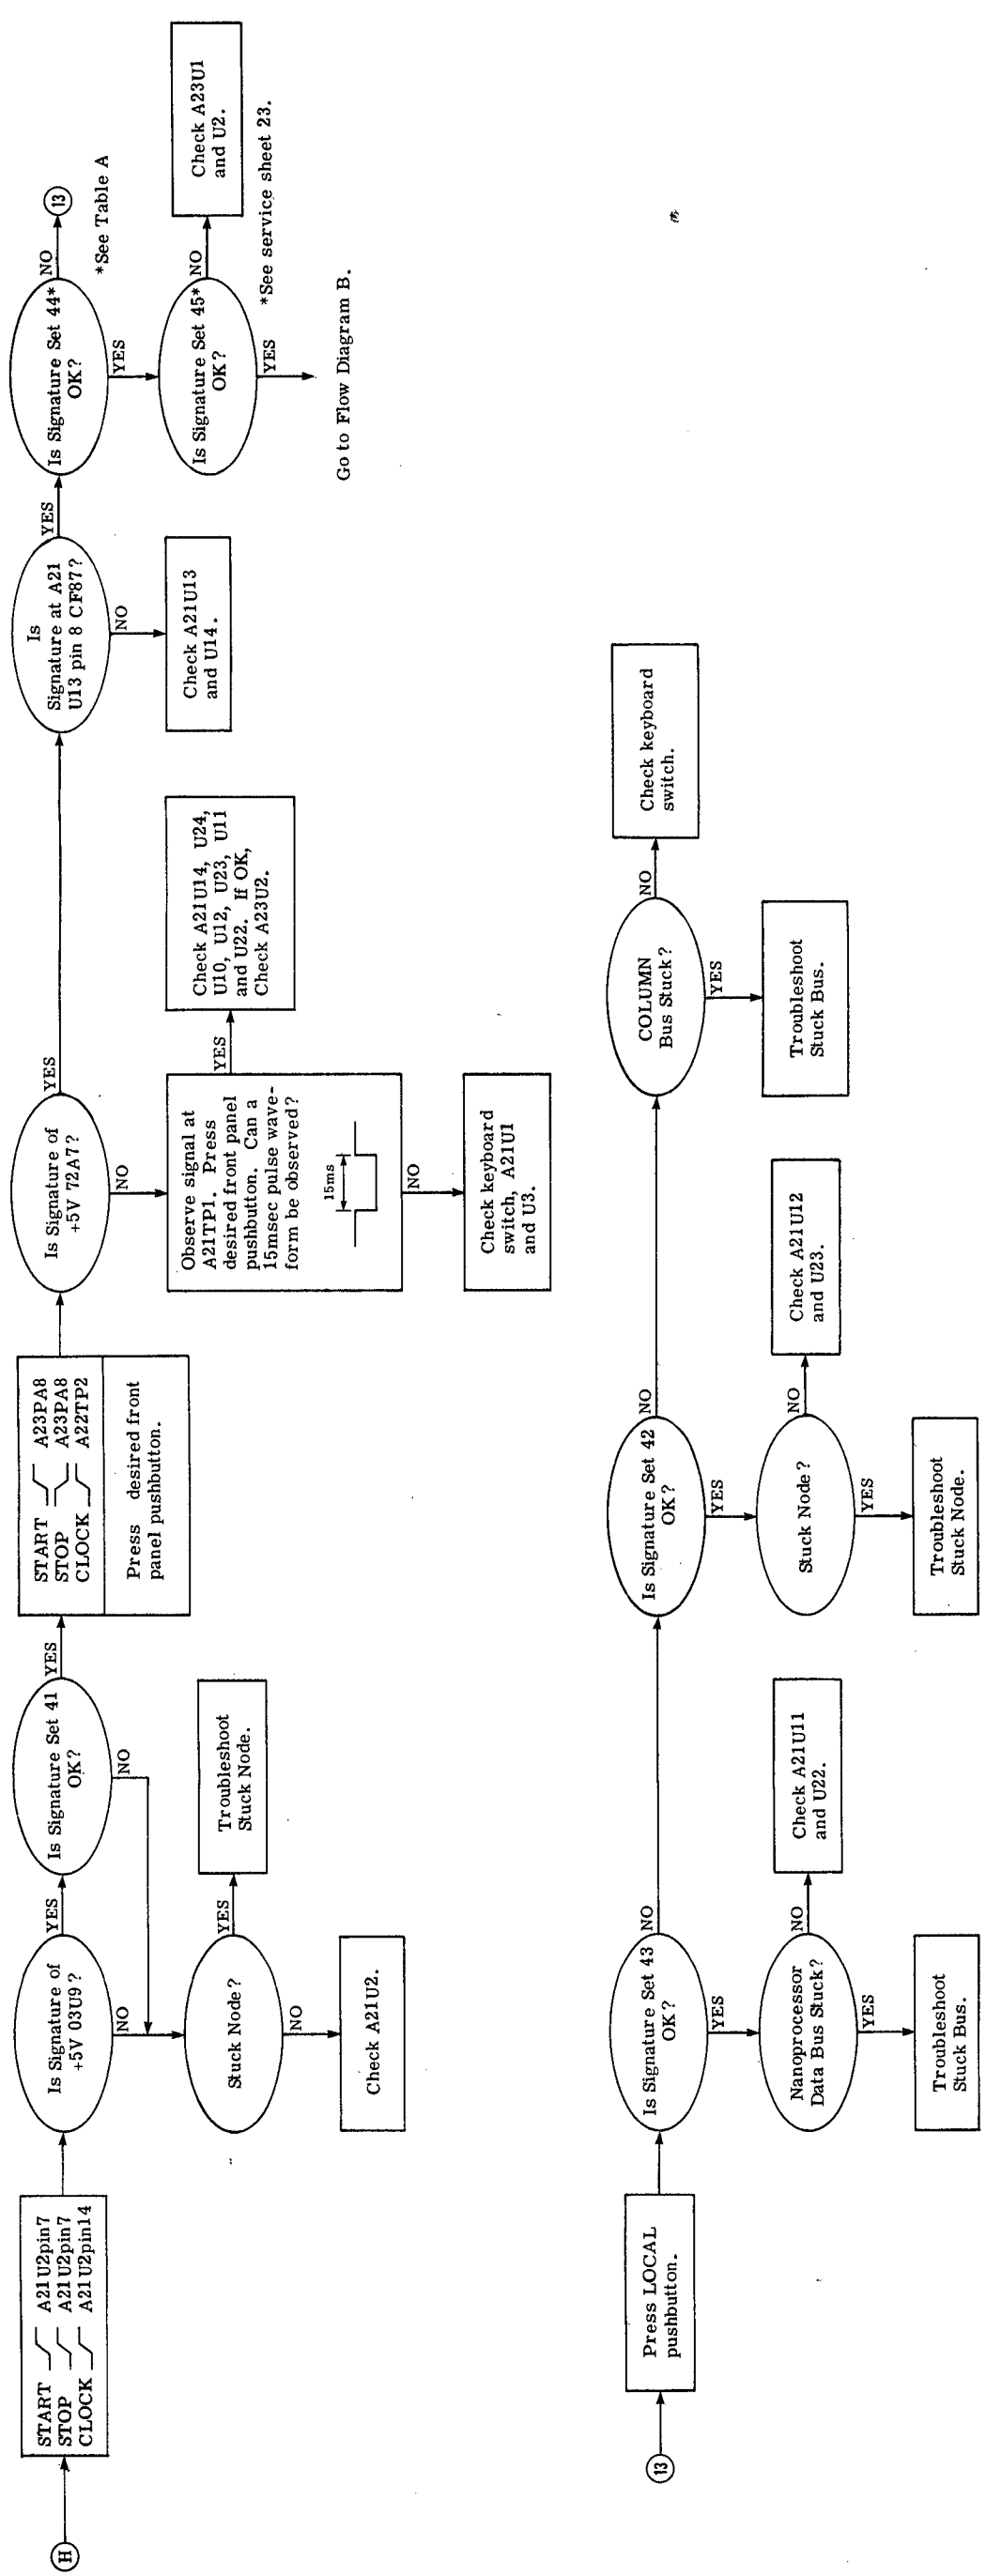 H
START A21U2pin7
STOP A21U2pin7
CLOCK A21U2pin14
Is Signature of
+5V 03U9?
YES
NO
Is Signature Set 41
OK?
YES
NO
Stuck Node?
YES
Troubleshoot
Stuck Node.
NO
Check A21U2.
START A23PA8
STOP A23PA8
CLOCK A22TP2
Press desired front
panel pushbutton.
Is Signature of
+5V 72A7?
YES
NO
Observe signal at
A21TP1. Press
desired front panel
pushbutton. Can a
15msec pulse wave-
form be observed?
15ms
YES
Check A21U14, U24,
U10, U12, U23, U11
and U22. If OK,
Check A23U2.
NO
Check keyboard
switch, A21U1
and U3.
Is
Signature at A21
U13 pin 8 CF87?
YES
NO
Check A21U13
and U14.
Is Signature Set 44*
OK?
NO
13
*See Table A
YES
Is Signature Set 45*
OK?
NO
Check A23U1
and U2.
*See service sheet 23.
YES
Go to Flow Diagram B.
13
Press LOCAL
pushbutton.
Is Signature Set 43
OK?
NO
YES
Nanoprocessor
Data Bus Stuck?
NO
Check A21U11
and U22.
YES
Troubleshoot
Stuck Bus.
Is Signature Set 42
OK?
NO
YES
Stuck Node?
NO
Check A21U12
and U23.
YES
Troubleshoot
Stuck Node.
COLUMN
Bus Stuck?
NO
Check keyboard
switch.
YES
Troubleshoot
Stuck Bus.